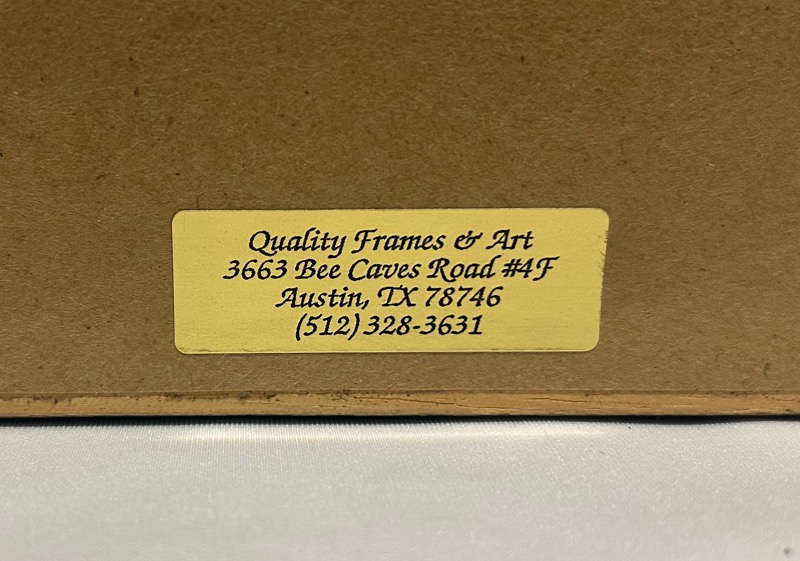 Quality Frames & Art
3663 Bee Caves Road #4F
Austin, TX 78746
(512) 328-3631